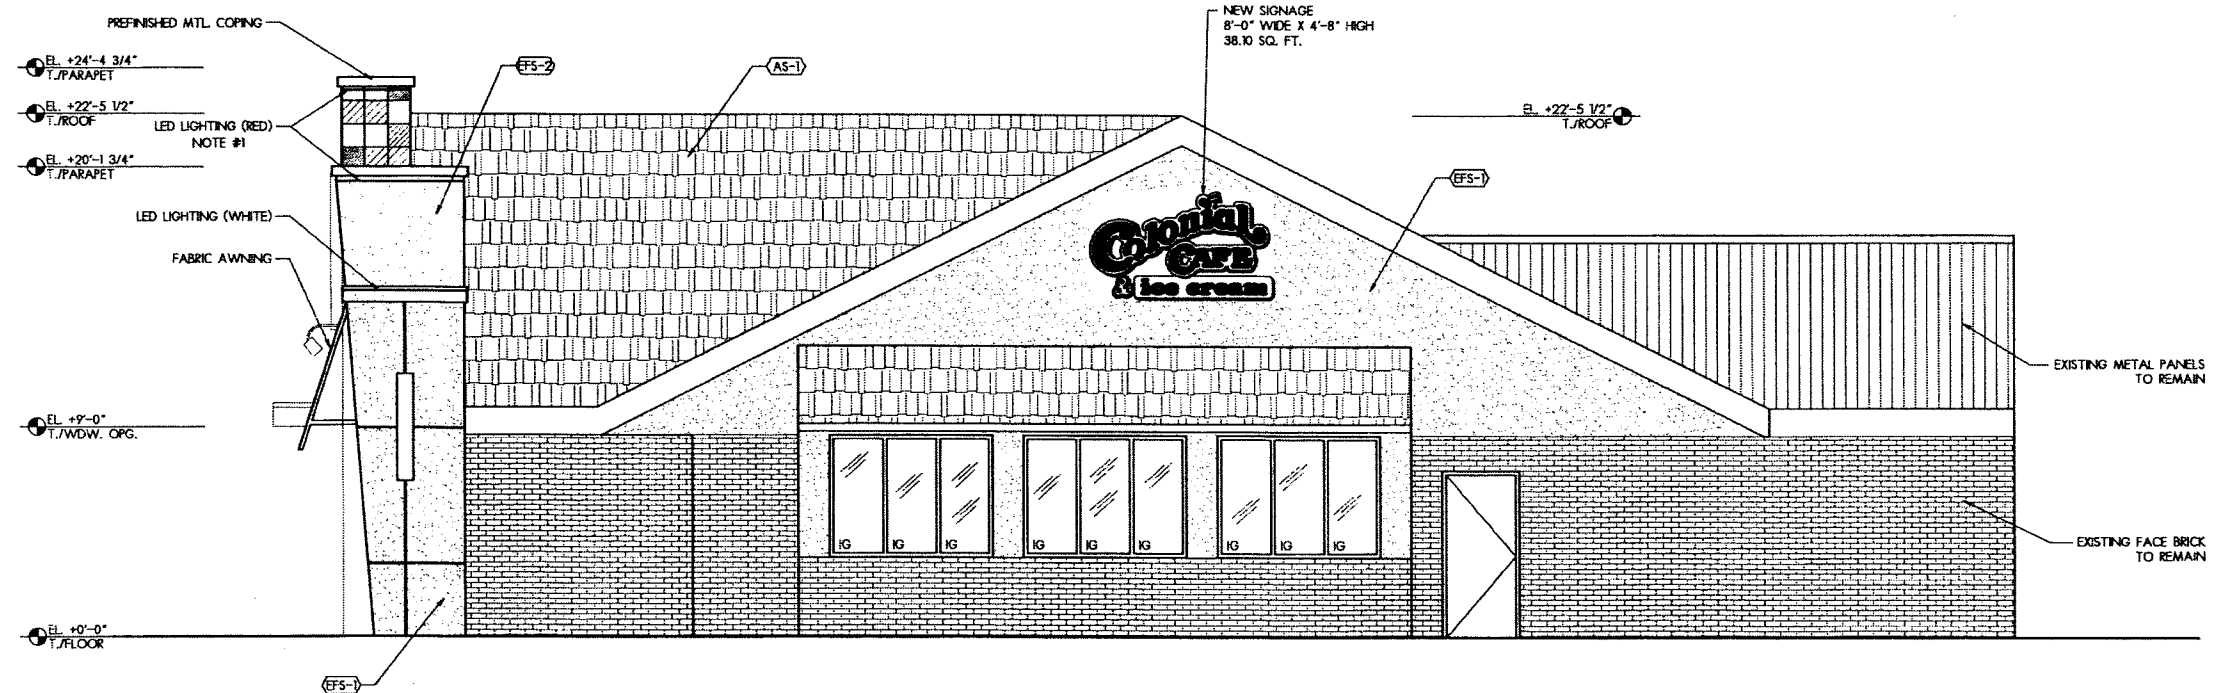 PREFINISHED MTL. COPING
NEW SIGNAGE
8'-0" WIDE X 4'-8" HIGH
38.10 SQ. FT.
EL. +24'-4 3/4"
T./PARAPET
EFS-2
AS-1
EL. +22'-5 1/2"
T./ROOF
EL. +22'-5 1/2"
T./ROOF
LED LIGHTING (RED)
NOTE #1
EL. +20'-1 3/4"
T./PARAPET
EFS-1
LED LIGHTING (WHITE)
Colonial
CAFE
& ice cream
FABRIC AWNING
EXISTING METAL PANELS
TO REMAIN
EL. +9'-0"
T./WDW. OPG.
IG IG IG IG IG IG IG IG IG
EXISTING FACE BRICK
TO REMAIN
EL. +0'-0"
T./FLOOR
EFS-1